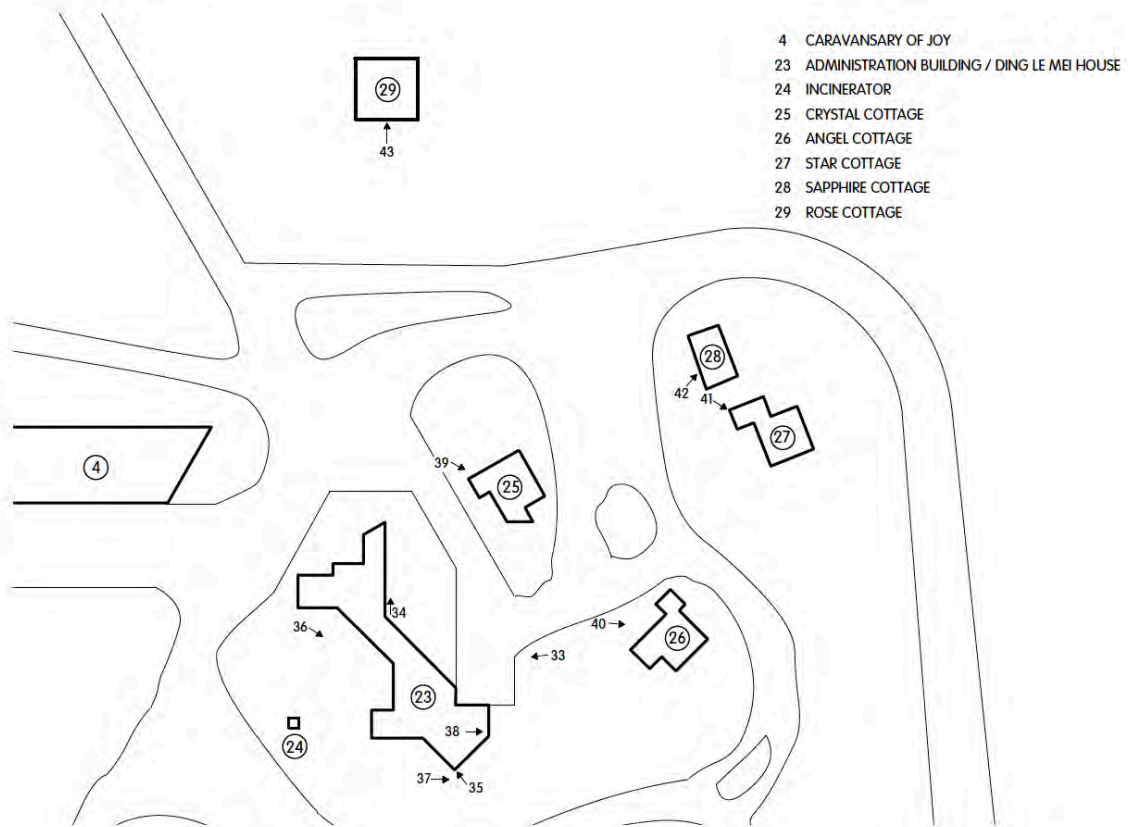 4 CARAVANSARY OF JOY
23 ADMINISTRATION BUILDING / DING LE MEI HOUSE
24 INCINERATOR
25 CRYSTAL COTTAGE
26 ANGEL COTTAGE
27 STAR COTTAGE
28 SAPPHIRE COTTAGE
29 ROSE COTTAGE
29
43
28
42
41
27
4
39
25
34
36
40
26
33
23
38
24
37
35